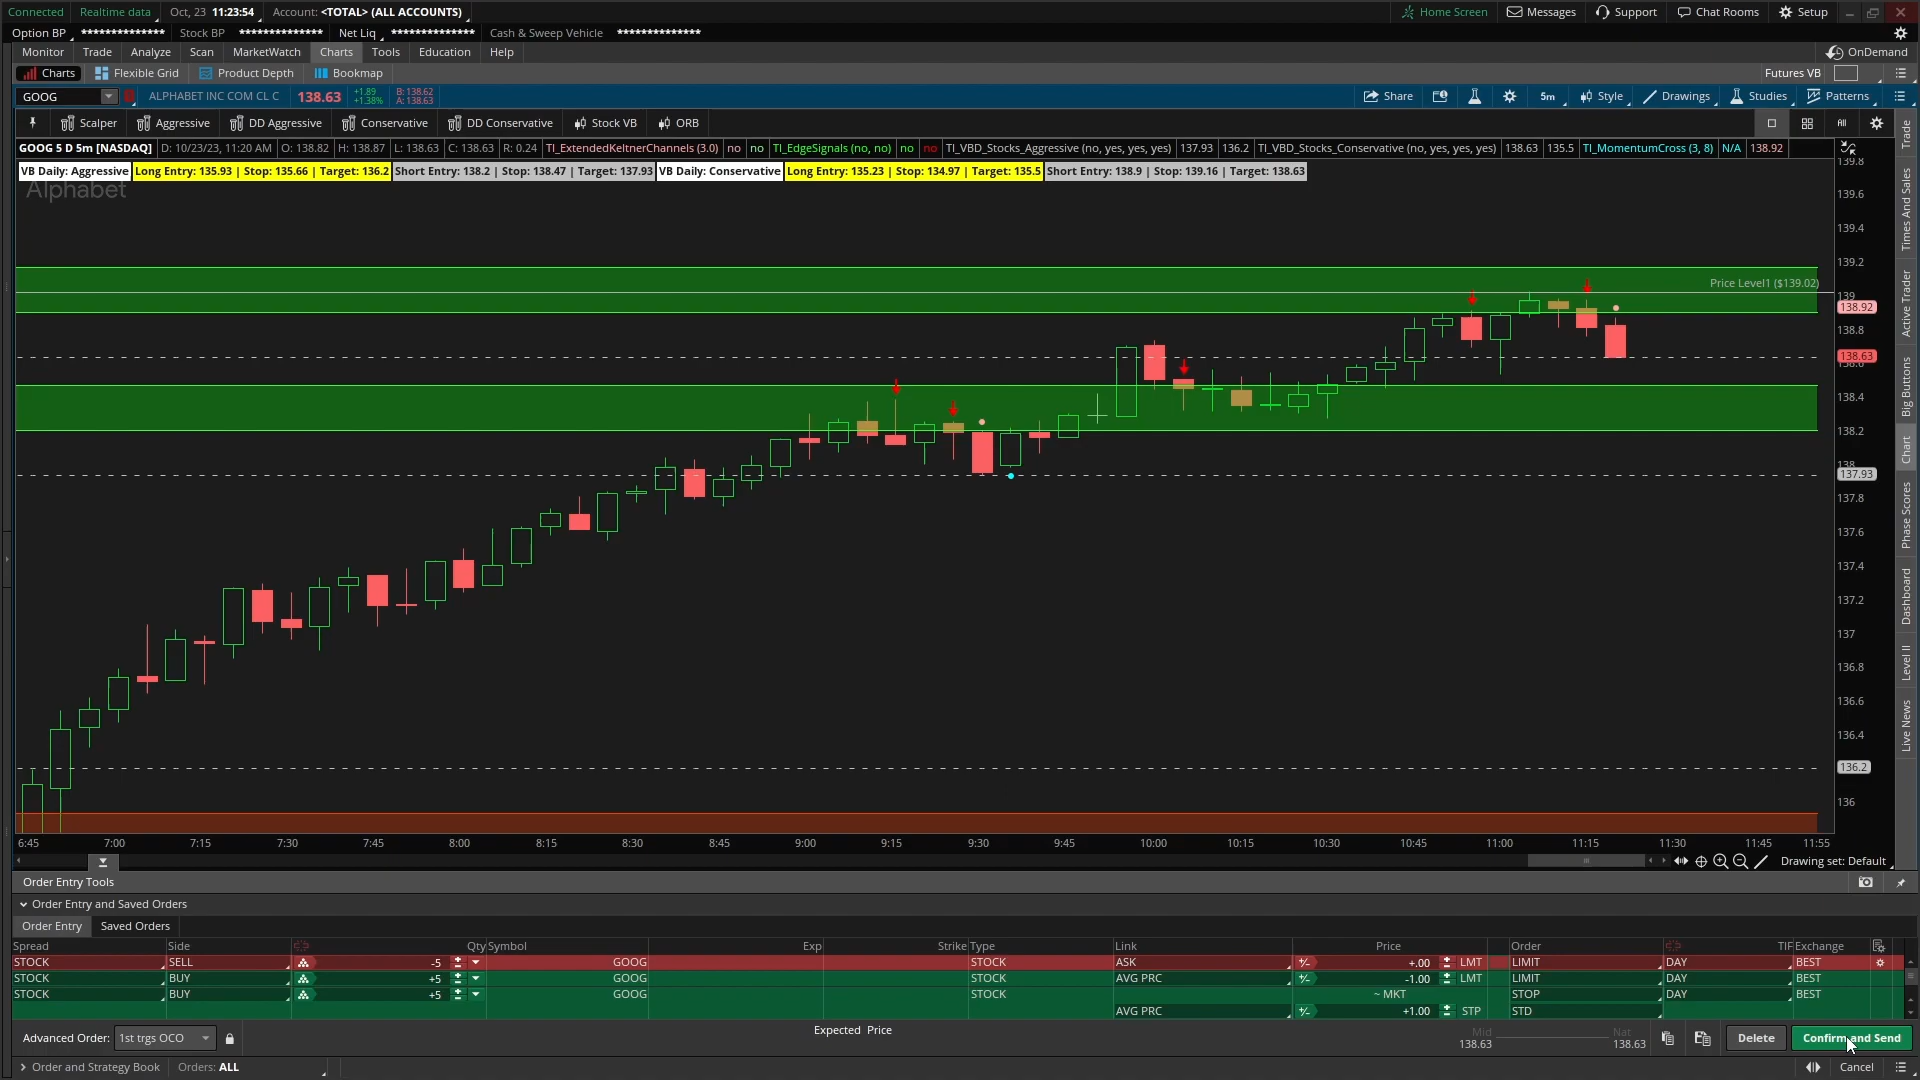 Connected Realtime data Oct, 23 11:23:54 Account: <TOTAL> (ALL ACCOUNTS) Home Screen Messages Support Chat Rooms Setup
Option BP ************** Stock BP ************** Net Liq ************** Cash & Sweep Vehicle **************
Monitor Trade Analyze Scan MarketWatch Charts Tools Education Help OnDemand
Charts Flexible Grid Product Depth Bookmap Futures VB
GOOG ALPHABET INC COM CL C 138.63 +1.89 +1.38% B: 138.62 A: 138.63 Share 5m Style Drawings Studies Patterns
Scalper Aggressive DD Aggressive Conservative DD Conservative Stock VB ORB All
GOOG 5 D 5m [NASDAQ] D: 10/23/23, 11:20 AM O: 138.82 H: 138.87 L: 138.63 C: 138.63 R: 0.24 TI_ExtendedKeltnerChannels (3.0) no no TI_EdgeSignals (no, no) no no TI_VBD_Stocks_Aggressive (no, yes, yes, yes) 137.93 136.2 TI_VBD_Stocks_Conservative (no, yes, yes, yes) 138.63 135.5 TI_MomentumCross (3, 8) N/A 138.92
VB Daily: Aggressive Long Entry: 135.93 | Stop: 135.66 | Target: 136.2 Short Entry: 138.2 | Stop: 138.47 | Target: 137.93 VB Daily: Conservative Long Entry: 135.23 | Stop: 134.97 | Target: 135.5 Short Entry: 138.9 | Stop: 139.16 | Target: 138.63
Alphabet
139.8
139.6
139.4
139.2
Price Level1 ($139.02)
139
138.92
138.8
138.63
138.6
138.4
138.2
138
137.93
137.8
137.6
137.4
137.2
137
136.8
136.6
136.4
136.2
136
Trade
Times And Sales
Active Trader
Big Buttons
Chart
Phase Scores
Dashboard
Level II
Live News
6:45 7:00 7:15 7:30 7:45 8:00 8:15 8:30 8:45 9:00 9:15 9:30 9:45 10:00 10:15 10:30 10:45 11:00 11:15 11:30 11:45 11:55
Drawing set: Default
Order Entry Tools
Order Entry and Saved Orders
Order Entry Saved Orders
Spread Side Qty Symbol Exp Strike Type Link Price Order TIF Exchange
STOCK SELL -5 GOOG STOCK ASK +.00 LMT LIMIT DAY BEST
STOCK BUY +5 GOOG STOCK AVG PRC -1.00 LMT LIMIT DAY BEST
STOCK BUY +5 GOOG STOCK ~ MKT STOP DAY BEST
AVG PRC +1.00 STP STD
Expected Price
Advanced Order: 1st trgs OCO Mid 138.63 Nat 138.63 Delete Confirm and Send
Order and Strategy Book Orders: ALL Cancel